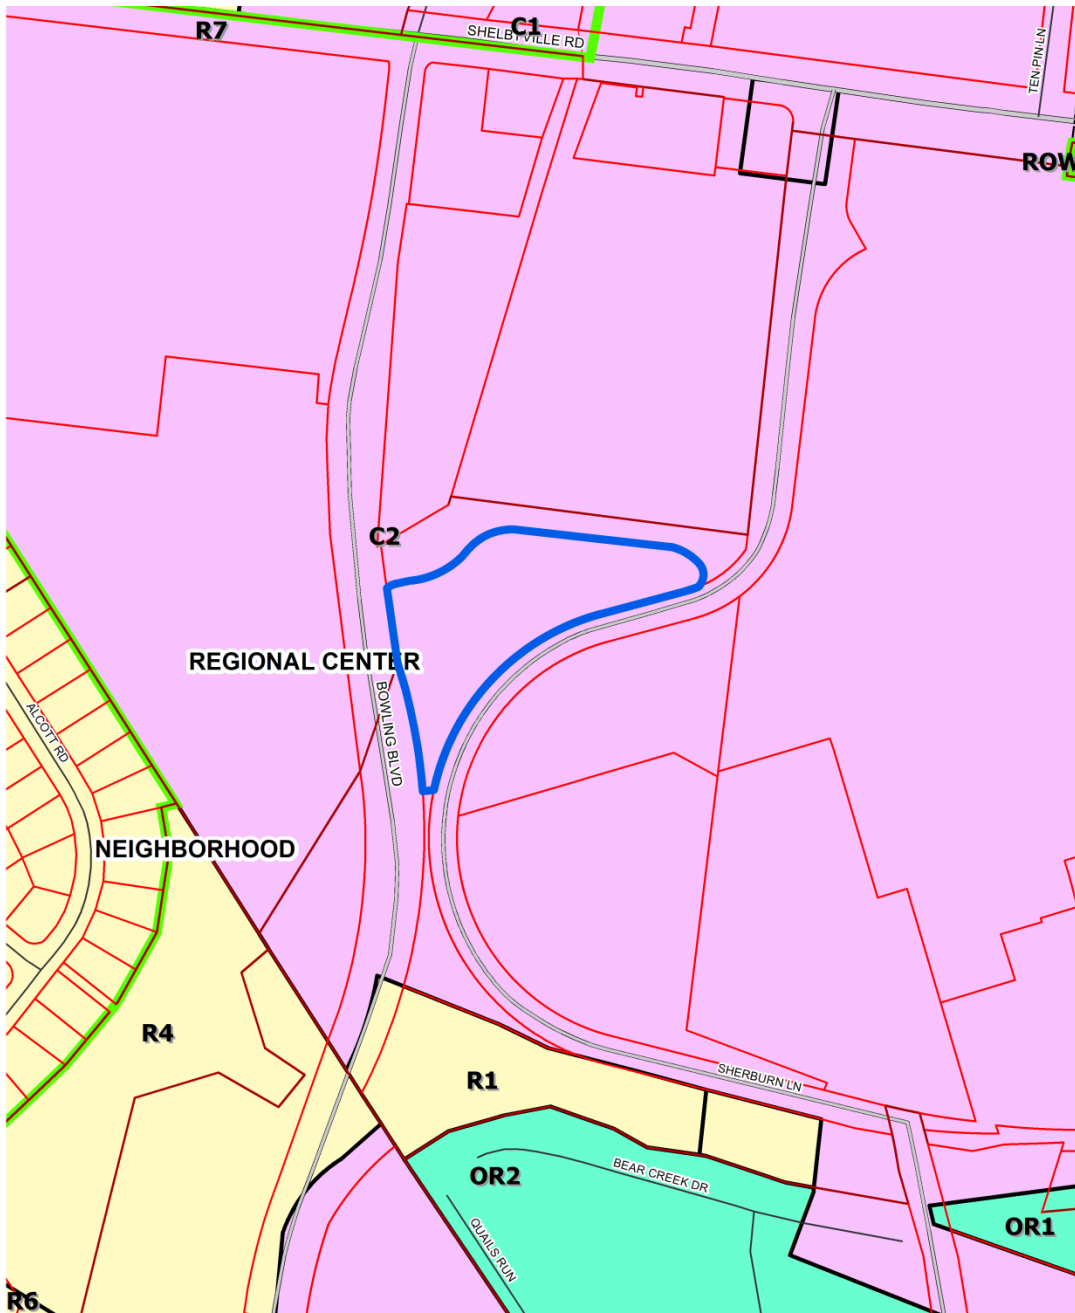 R7
C1
SHELBYVILLE RD
TEN PIN LN
ROW
C2
REGIONAL CENTER
BOWLING BLVD
ALCOTT RD
NEIGHBORHOOD
R4
R1
SHERBURN LN
OR2
BEAR CREEK DR
QUAILS RUN
OR1
R6